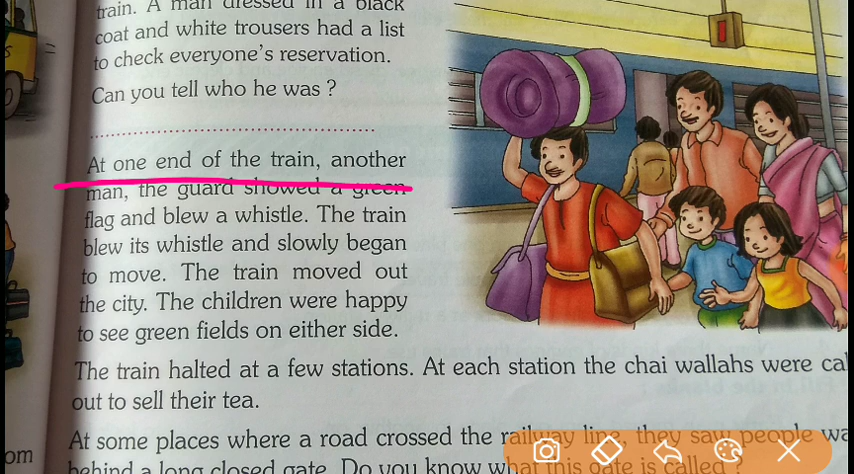 train. A man dressed in a black
coat and white trousers had a list
to check everyone's reservation.
Can you tell who he was ?
At one end of the train, another
man, the guard showed a green
flag and blew a whistle. The train
blew its whistle and slowly began
to move. The train moved out
the city. The children were happy
to see green fields on either side.
The train halted at a few stations. At each station the chai wallahs were
out to sell their tea.
At some places where a road crossed the railway line, they saw people
behind a long closed gate. Do you know what this gate is called
om